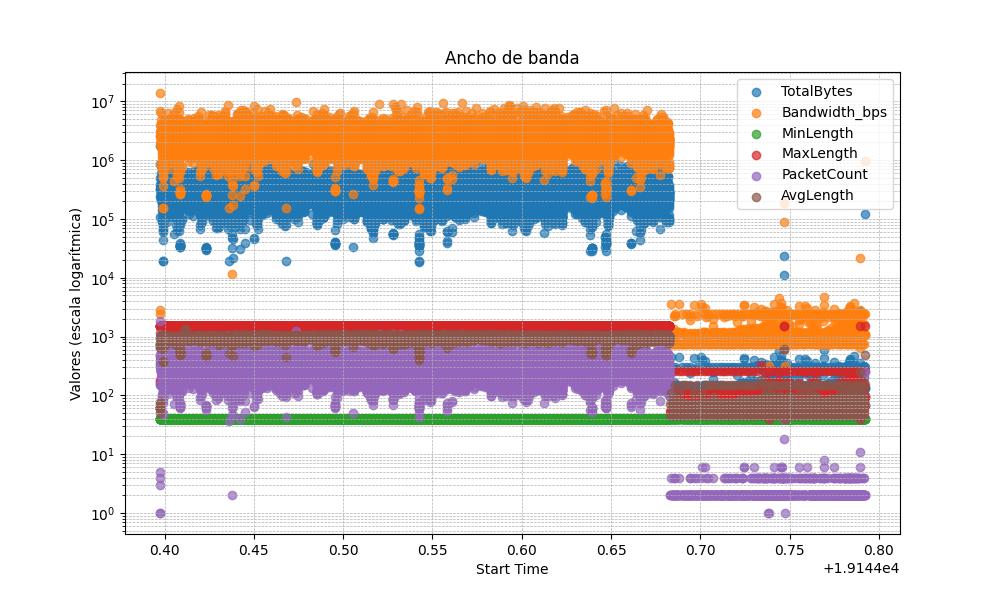 Ancho de banda
Valores (escala logarítmica)
10⁷
10⁶
10⁵
10⁴
10³
10²
10¹
10⁰
TotalBytes
Bandwidth_bps
MinLength
MaxLength
PacketCount
AvgLength
0.40 0.45 0.50 0.55 0.60 0.65 0.70 0.75 0.80
Start Time
+1.9144e4